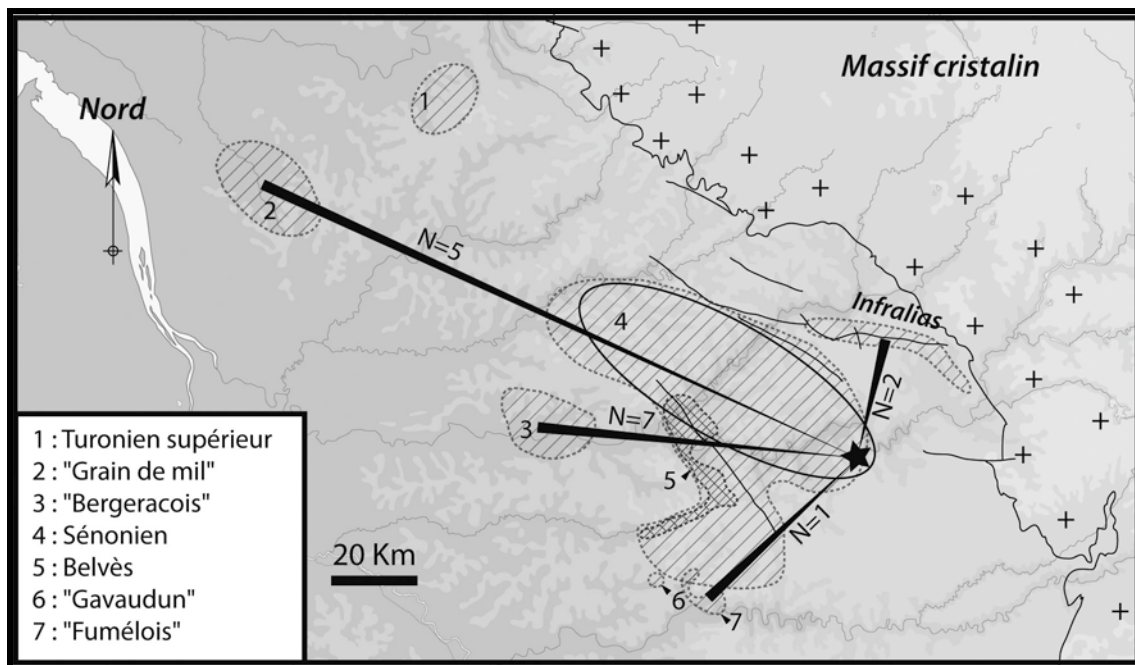 Massif cristalin
1
Nord
2
N=5
Infralias
4
N=2
N=7
3
5
N=1
6
7
20 Km
1 : Turonien supérieur
2 : "Grain de mil"
3 : "Bergeracois"
4 : Sénonien
5 : Belvès
6 : "Gavaudun"
7 : "Fumélois"